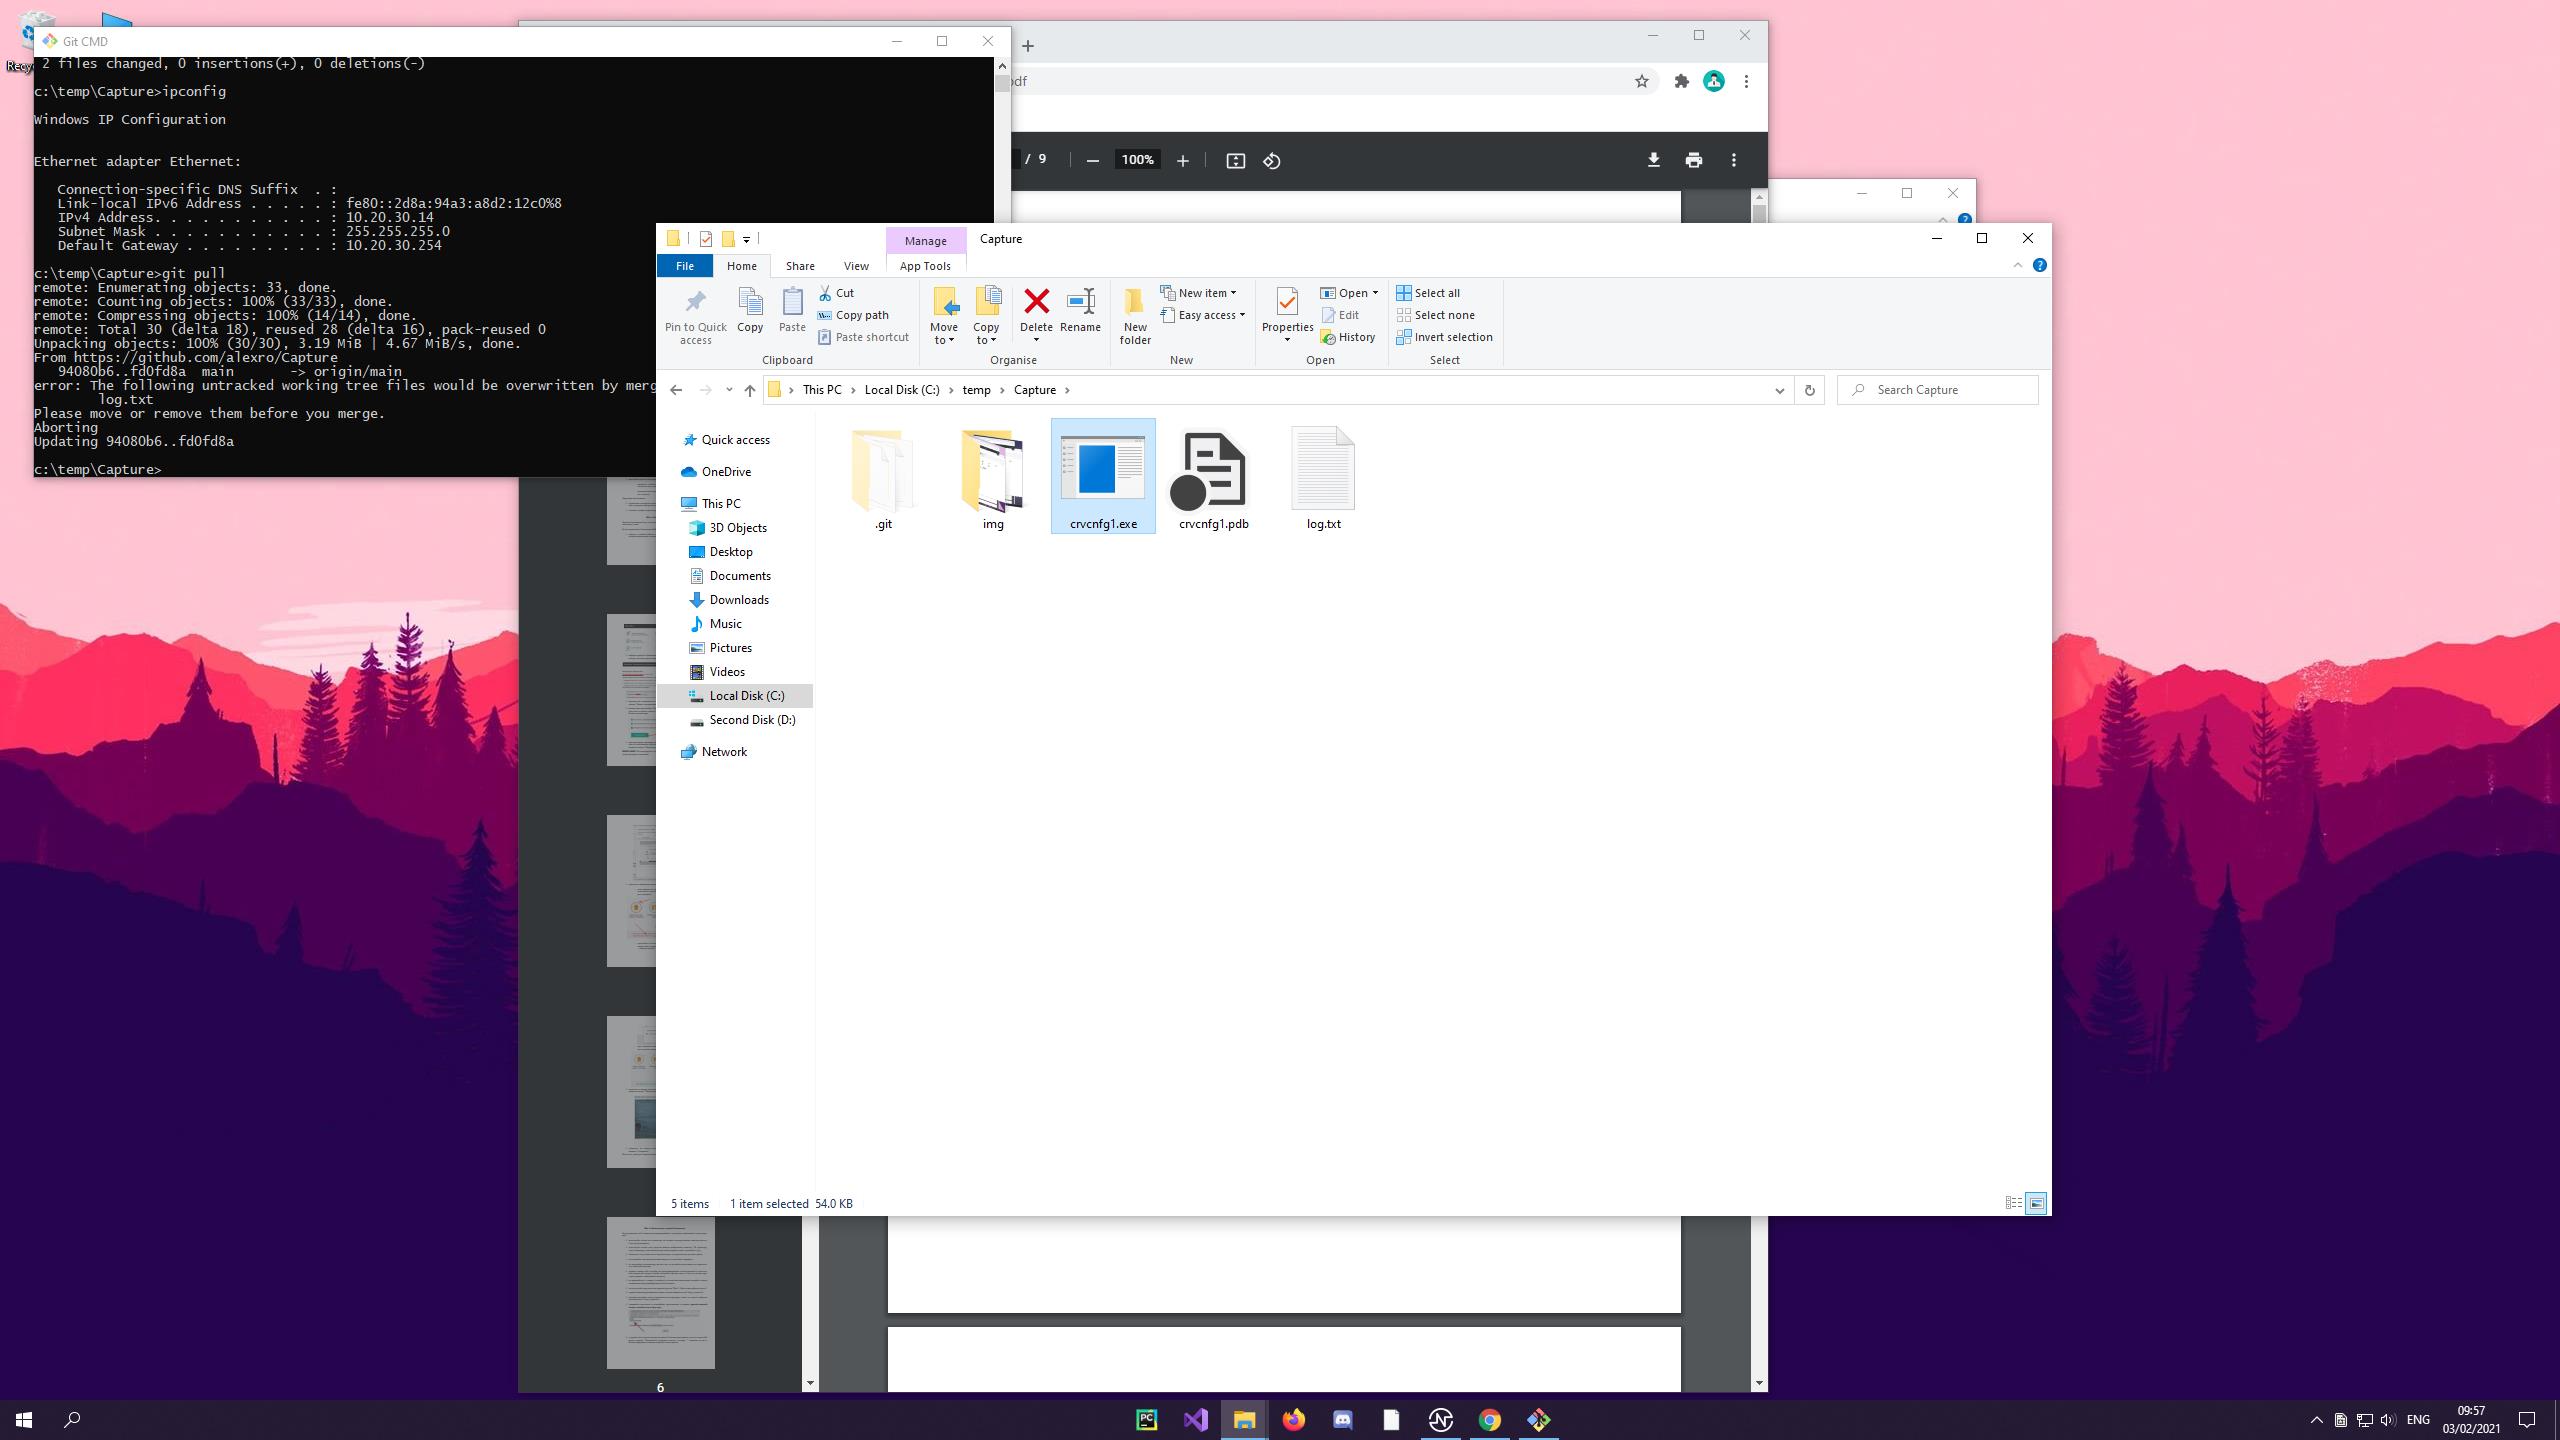 Git CMD
2 files changed, 0 insertions(+), 0 deletions(-)
c:\temp\Capture>ipconfig
Windows IP Configuration
Ethernet adapter Ethernet:
Connection-specific DNS Suffix  . :
Link-local IPv6 Address . . . . . : fe80::2d8a:94a3:a8d2:12c0%8
IPv4 Address. . . . . . . . . . . : 10.20.30.14
Subnet Mask . . . . . . . . . . . : 255.255.255.0
Default Gateway . . . . . . . . . : 10.20.30.254
c:\temp\Capture>git pull
remote: Enumerating objects: 33, done.
remote: Counting objects: 100% (33/33), done.
remote: Compressing objects: 100% (14/14), done.
remote: Total 30 (delta 18), reused 28 (delta 16), pack-reused 0
Unpacking objects: 100% (30/30), 3.19 MiB | 4.67 MiB/s, done.
From https://github.com/alexro/Capture
94080b6..fd0fd8a  main       -> origin/main
error: The following untracked working tree files would be overwritten by merg
log.txt
Please move or remove them before you merge.
Aborting
Updating 94080b6..fd0fd8a
c:\temp\Capture>
/ 9
100%
Manage
Capture
File
Home
Share
View
App Tools
Pin to Quick access
Copy
Paste
Cut
Copy path
Paste shortcut
Clipboard
Move to
Copy to
Delete
Rename
Organise
New folder
New item
Easy access
New
Properties
Open
Edit
History
Open
Select all
Select none
Invert selection
Select
This PC
Local Disk (C:)
temp
Capture
Search Capture
Quick access
OneDrive
This PC
3D Objects
Desktop
Documents
Downloads
Music
Pictures
Videos
Local Disk (C:)
Second Disk (D:)
Network
.git
img
crvcnfg1.exe
crvcnfg1.pdb
log.txt
5 items
1 item selected 54.0 KB
6
ENG
09:57
03/02/2021